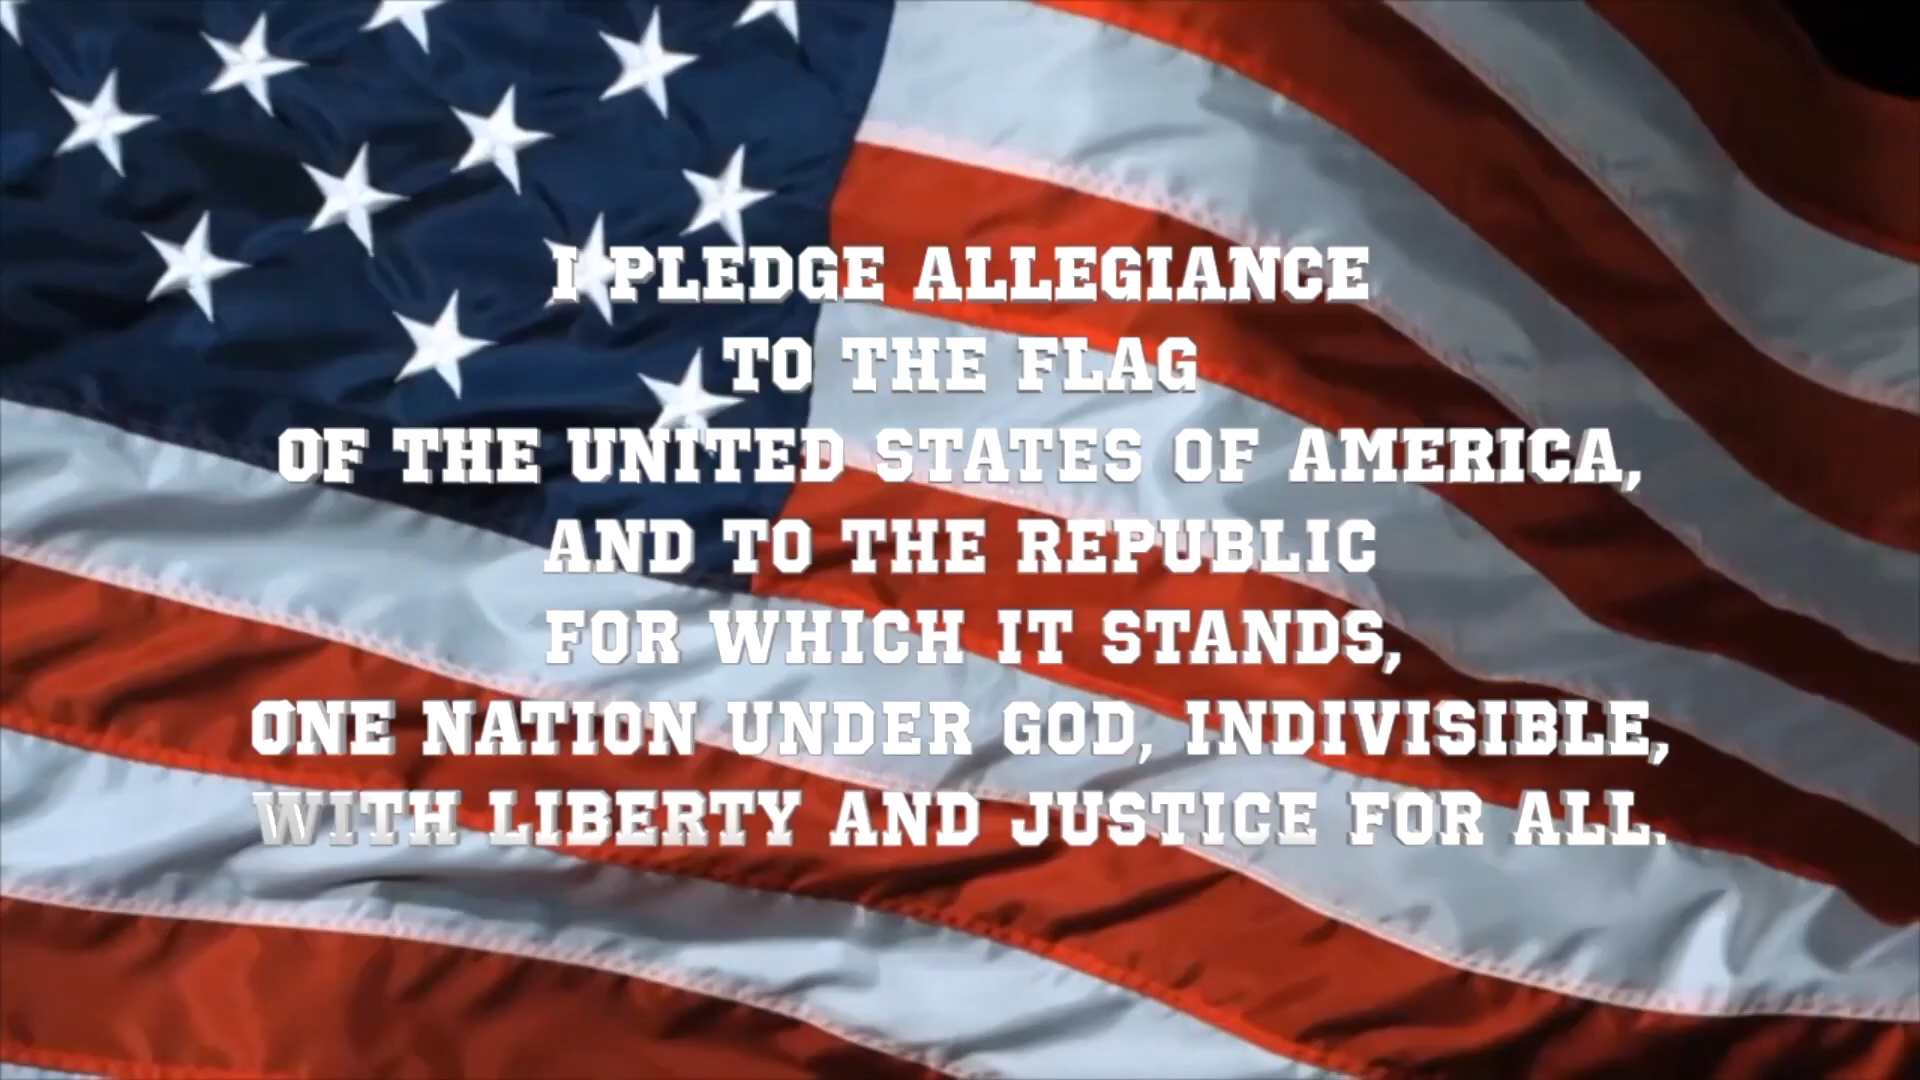 I PLEDGE ALLEGIANCE
TO THE FLAG
OF THE UNITED STATES OF AMERICA,
AND TO THE REPUBLIC
FOR WHICH IT STANDS,
ONE NATION UNDER GOD, INDIVISIBLE,
WITH LIBERTY AND JUSTICE FOR ALL.